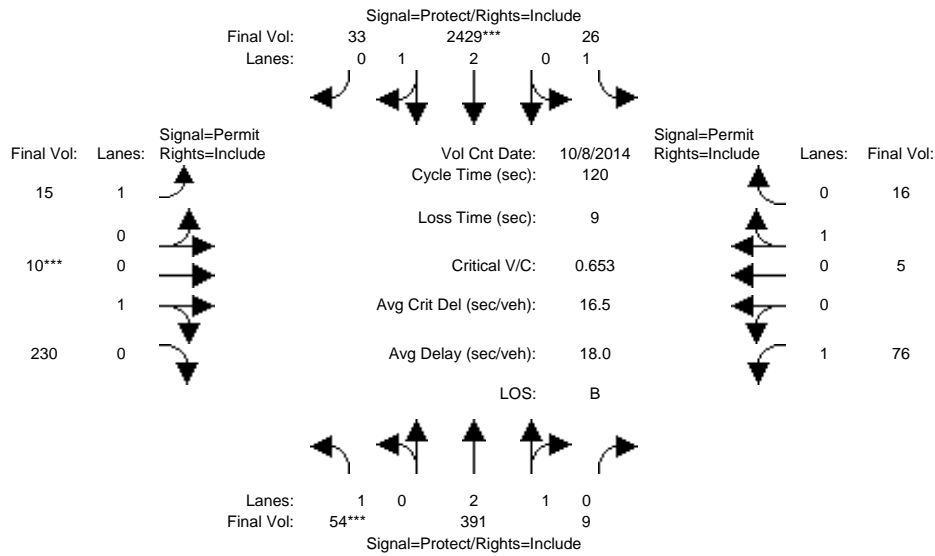 Signal=Protect/Rights=Include
Final Vol: 33 2429*** 26
Lanes: 0 1 2 0 1
Signal=Permit
Final Vol: Lanes: Rights=Include
Vol Cnt Date: 10/8/2014
Signal=Permit
Rights=Include Lanes: Final Vol:
Cycle Time (sec): 120
15 1
0 16
Loss Time (sec): 9
0
1
10*** 0
Critical V/C: 0.653
0 5
1
Avg Crit Del (sec/veh): 16.5
0
230 0
Avg Delay (sec/veh): 18.0
1 76
LOS: B
Lanes: 1 0 2 1 0
Final Vol: 54*** 391 9
Signal=Protect/Rights=Include